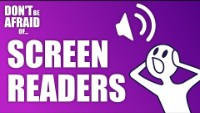 DON'T BE
AFRAID
OF...
SCREEN
READERS